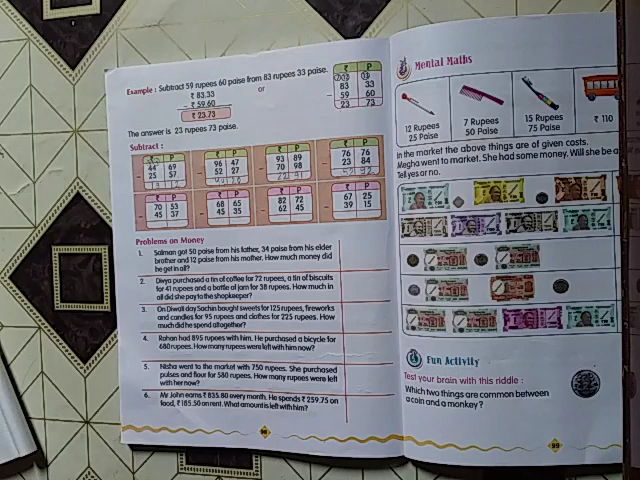 Example : Subtract 59 rupees 60 paise from 83 rupees 33 paise.
₹ 83.33
− ₹ 59.60
₹ 23.73
or
₹ P
83 33
− 59 60
23 73
The answer is 23 rupees 73 paise.
Subtract :
₹ P
44 69
− 25 57
₹ P
96 47
− 52 27
₹ P
93 89
− 70 98
₹ P
76 76
− 23 84
₹ P
70 53
− 45 37
₹ P
68 65
− 45 35
₹ P
82 72
− 62 45
₹ P
67 25
− 39 15
Problems on Money
1. Salman got 50 paise from his father, 34 paise from his elder
brother and 12 paise from his mother. How much money did
he get in all?
2. Divya purchased a tin of coffee for 72 rupees, a tin of biscuits
for 41 rupees and a bottle of jam for 38 rupees. How much in
all did she pay to the shopkeeper?
3. On Diwali day Sachin bought sweets for 125 rupees, fireworks
and candles for 95 rupees and clothes for 225 rupees. How
much did he spend altogether?
4. Rohan had 895 rupees with him. He purchased a bicycle for
680 rupees. How many rupees were left with him now?
5. Nisha went to the market with 750 rupees. She purchased
pulses and flour for 580 rupees. How many rupees were left
with her now?
6. Mr John earns ₹ 835.80 every month. He spends ₹ 259.75 on
food, ₹ 185.50 on rent. What amount is left with him?
98
Mental Maths
12 Rupees
25 Paise
7 Rupees
50 Paise
15 Rupees
75 Paise
₹ 110
In the market the above things are of given costs.
Megha went to market. She had some money. Will she be a
Tell yes or no.
Fun Activity
Test your brain with this riddle :
Which two things are common between
a coin and a monkey ?
99